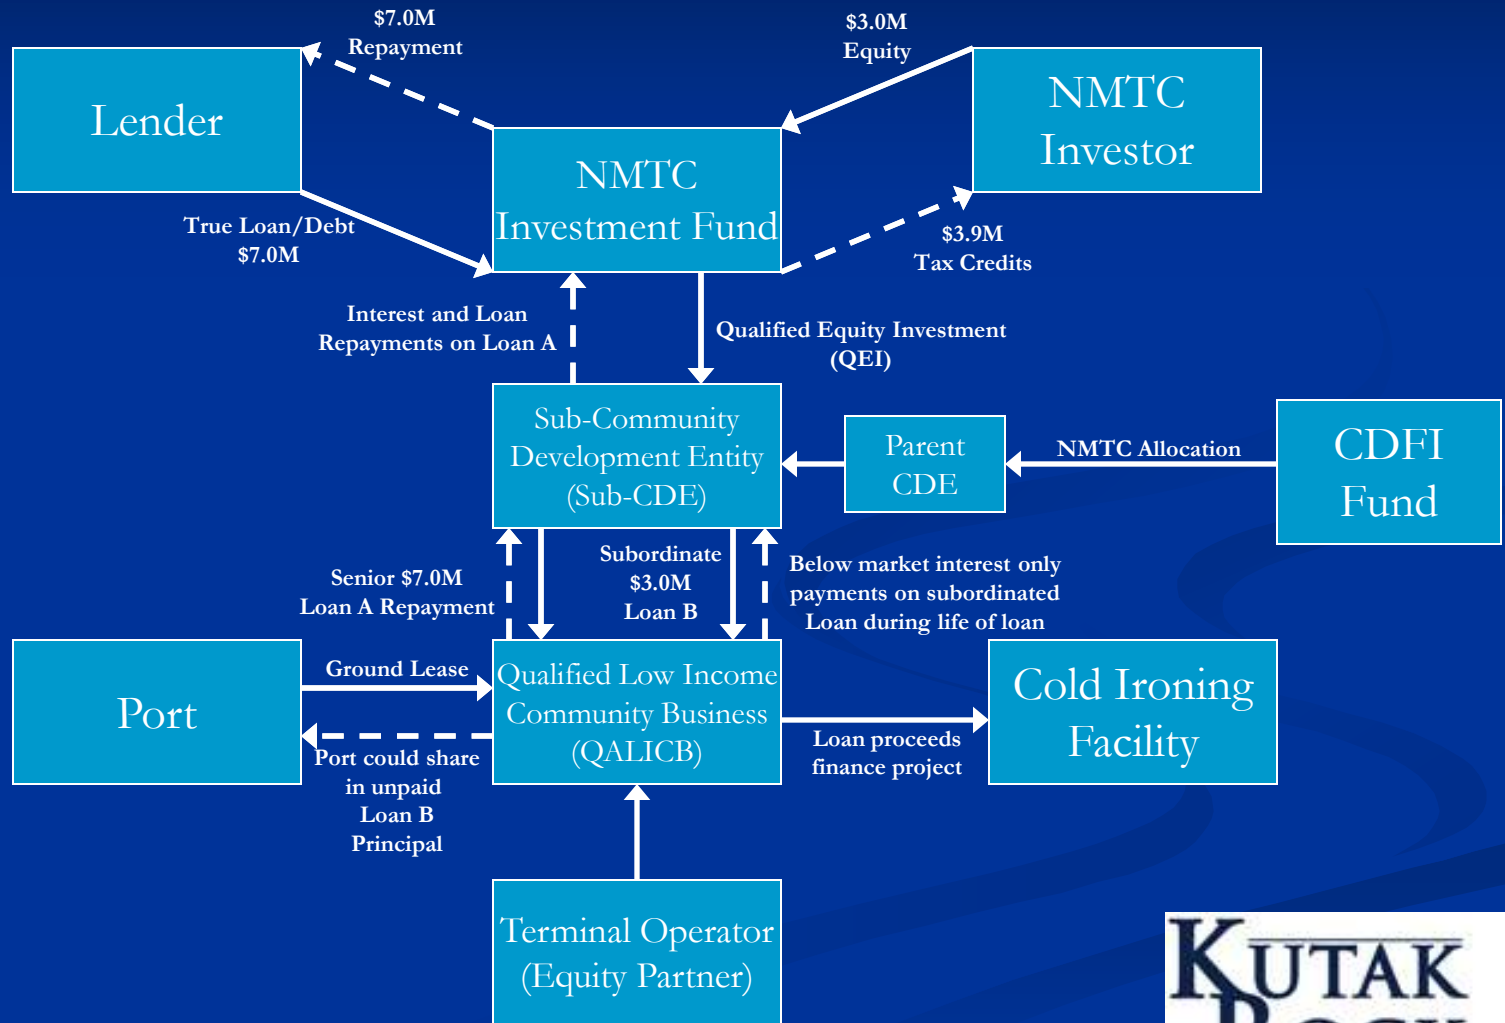 $7.0M
Repayment
$3.0M
Equity
Lender
NMTC
Investor
NMTC
Investment Fund
True Loan/Debt
$7.0M
$3.9M
Tax Credits
Interest and Loan
Repayments on Loan A
Qualified Equity Investment
(QEI)
Sub-Community
Development Entity
(Sub-CDE)
Parent
CDE
NMTC Allocation
CDFI
Fund
Senior $7.0M
Loan A Repayment
Subordinate
$3.0M
Loan B
Below market interest only
payments on subordinated
Loan during life of loan
Port
Ground Lease
Qualified Low Income
Community Business
(QALICB)
Cold Ironing
Facility
Port could share
in unpaid
Loan B
Principal
Loan proceeds
finance project
Terminal Operator
(Equity Partner)
KUTAK
ROCK